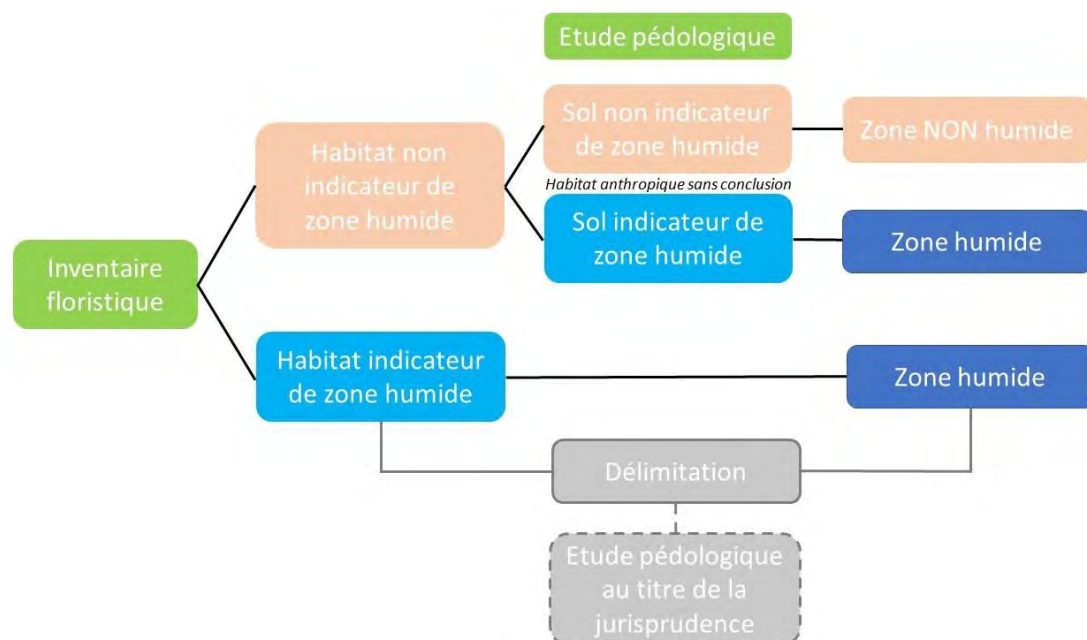 Etude pédologique
Sol non indicateur
de zone humide
Zone NON humide
Habitat non
indicateur de
zone humide
Habitat anthropique sans conclusion
Sol indicateur de
zone humide
Zone humide
Inventaire
floristique
Habitat indicateur
de zone humide
Zone humide
Délimitation
Etude pédologique
au titre de la
jurisprudence